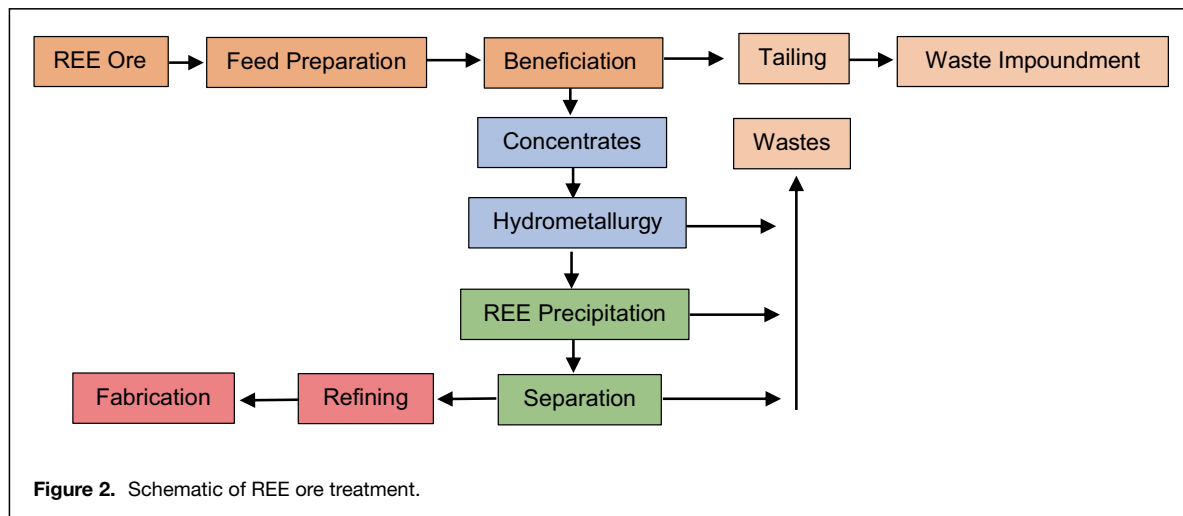 REE Ore
Feed Preparation
Beneficiation
Tailing
Waste Impoundment
Concentrates
Wastes
Hydrometallurgy
REE Precipitation
Fabrication
Refining
Separation
Figure 2. Schematic of REE ore treatment.